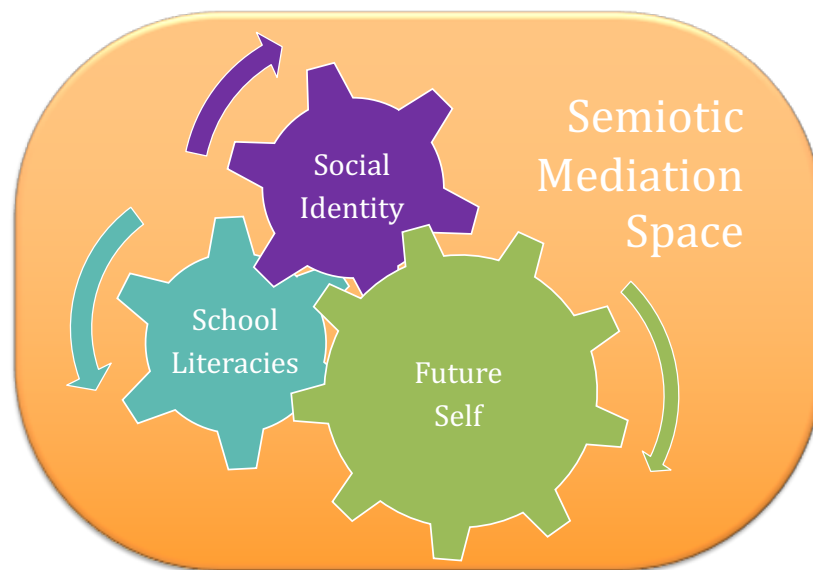 Semiotic
Mediation
Space
Social
Identity
School
Literacies
Future
Self